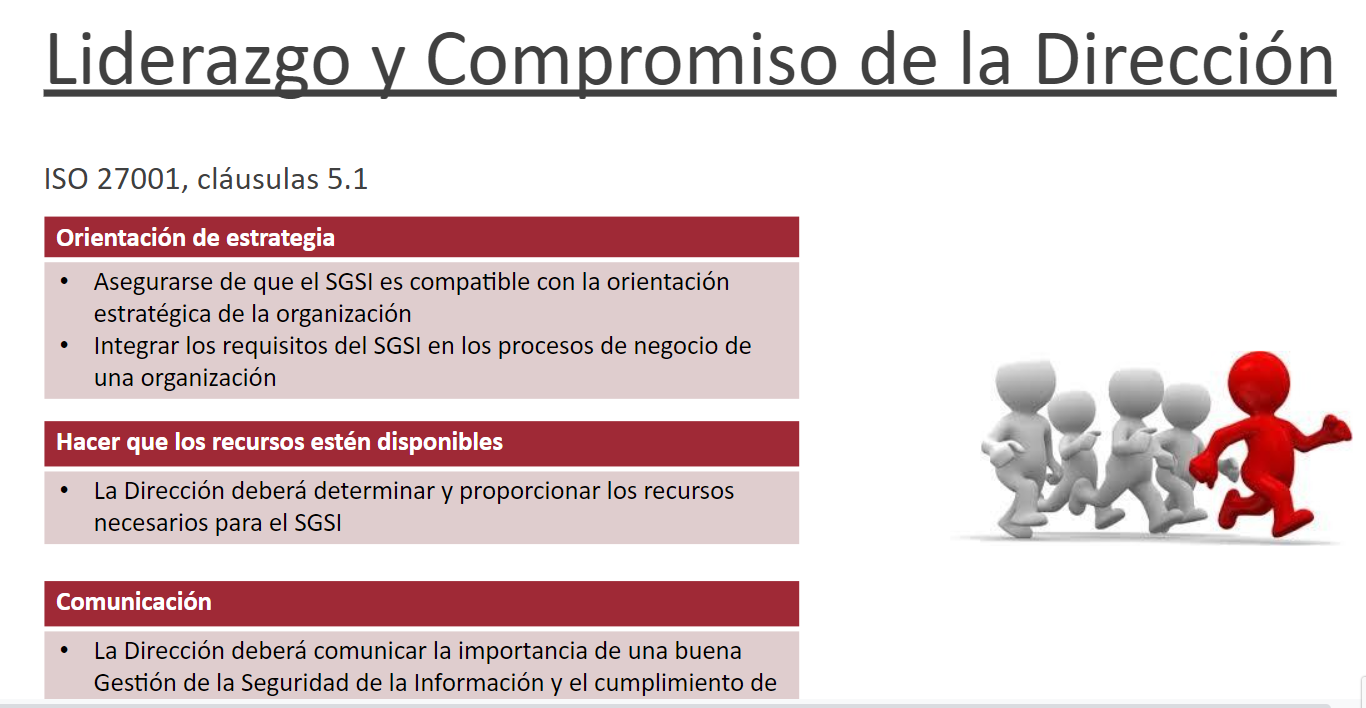 Liderazgo y Compromiso de la Dirección
ISO 27001, cláusulas 5.1
Orientación de estrategia
• Asegurarse de que el SGSI es compatible con la orientación
estratégica de la organización
• Integrar los requisitos del SGSI en los procesos de negocio de
una organización
Hacer que los recursos estén disponibles
• La Dirección deberá determinar y proporcionar los recursos
necesarios para el SGSI
Comunicación
• La Dirección deberá comunicar la importancia de una buena
Gestión de la Seguridad de la Información y el cumplimiento de